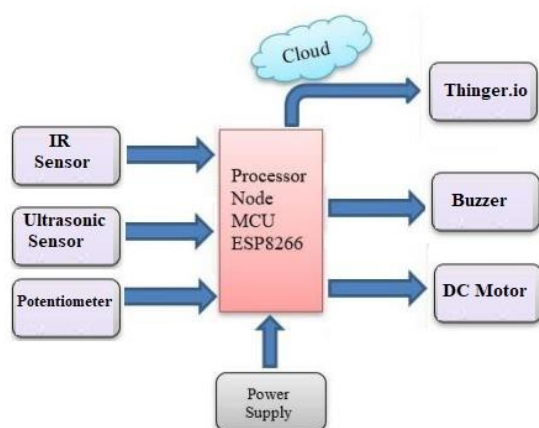 Cloud
Thinger.io
IR
Sensor
Processor
Node
MCU
ESP8266
Buzzer
Ultrasonic
Sensor
Potentiometer
DC Motor
Power
Supply